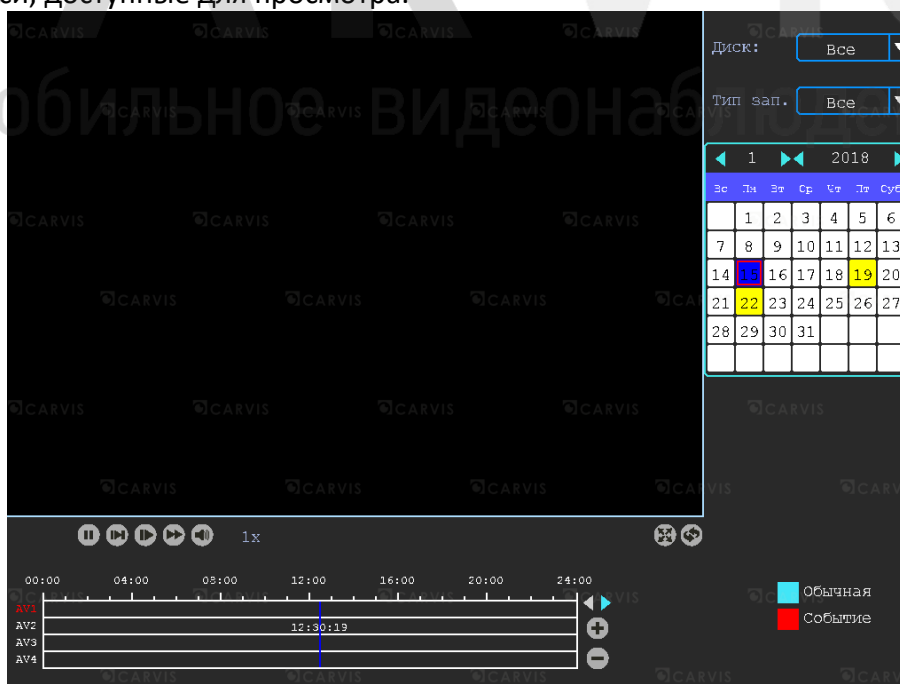 доступные для просмотра.
Диск: Все
Тип зап. Все
мобильное видеонаблюде
1 2018
Вс Пн Вт Ср Чт Пт Суб
1 2 3 4 5 6
7 8 9 10 11 12 13
14 15 16 17 18 19 20
21 22 23 24 25 26 27
28 29 30 31
CARVIS
1x
00:00 04:00 08:00 12:00 16:00 20:00 24:00
AV1
AV2 12:30:19
AV3
AV4
Обычная
Событие